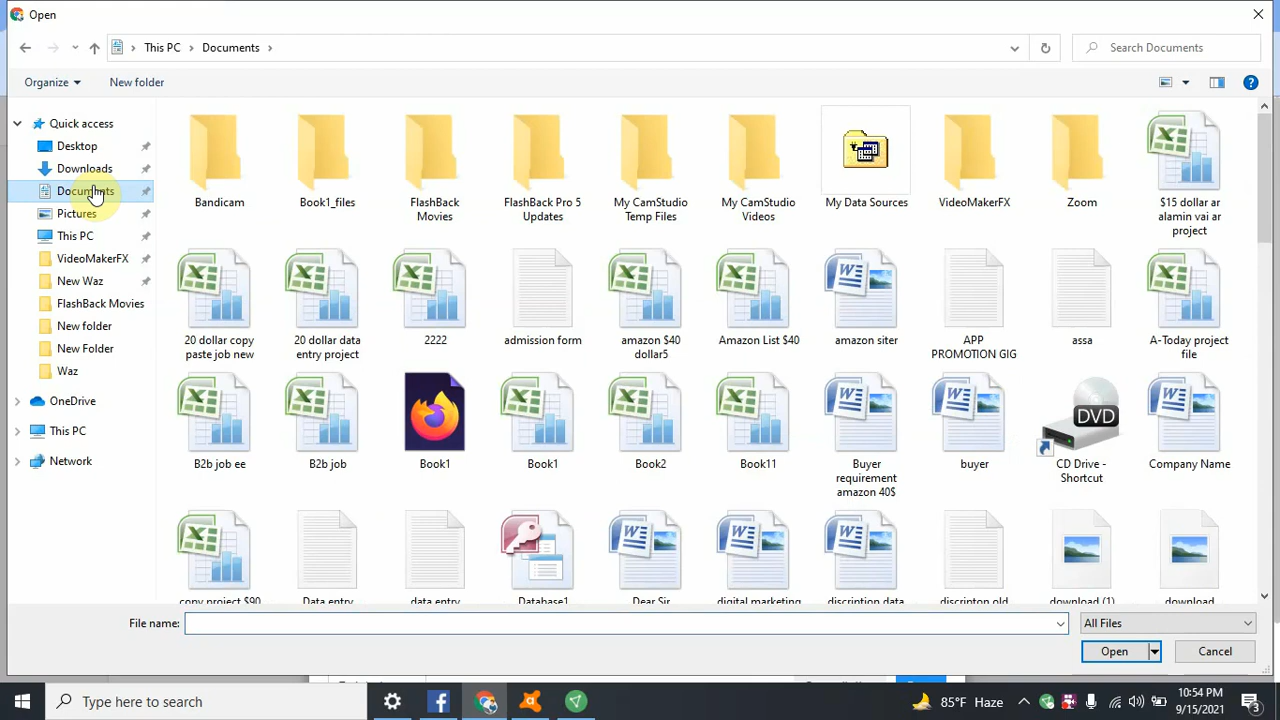 Open
This PC
Documents
Search Documents
Organize
New folder
Quick access
Desktop
Downloads
Documents
Pictures
This PC
VideoMakerFX
New Waz
FlashBack Movies
New folder
New Folder
Waz
OneDrive
This PC
Network
Bandicam
Book1_files
FlashBack
Movies
FlashBack Pro 5
Updates
My CamStudio
Temp Files
My CamStudio
Videos
My Data Sources
VideoMakerFX
Zoom
$15 dollar ar
alamin vai ar
project
20 dollar copy
paste job new
20 dollar data
entry project
2222
admission form
amazon $40
dollar5
Amazon List $40
amazon siter
APP
PROMOTION GIG
assa
A-Today project
file
B2b job ee
B2b job
Book1
Book1
Book2
Book11
Buyer
requirement
amazon 40$
buyer
DVD
CD Drive -
Shortcut
Company Name
copy project $90
Data entry
data entry
Database1
Dear Sir
digital marketing
discription data
discripton old
download (1)
download
File name:
All Files
Open
Cancel
Type here to search
85°F Haze
10:54 PM
9/15/2021
3